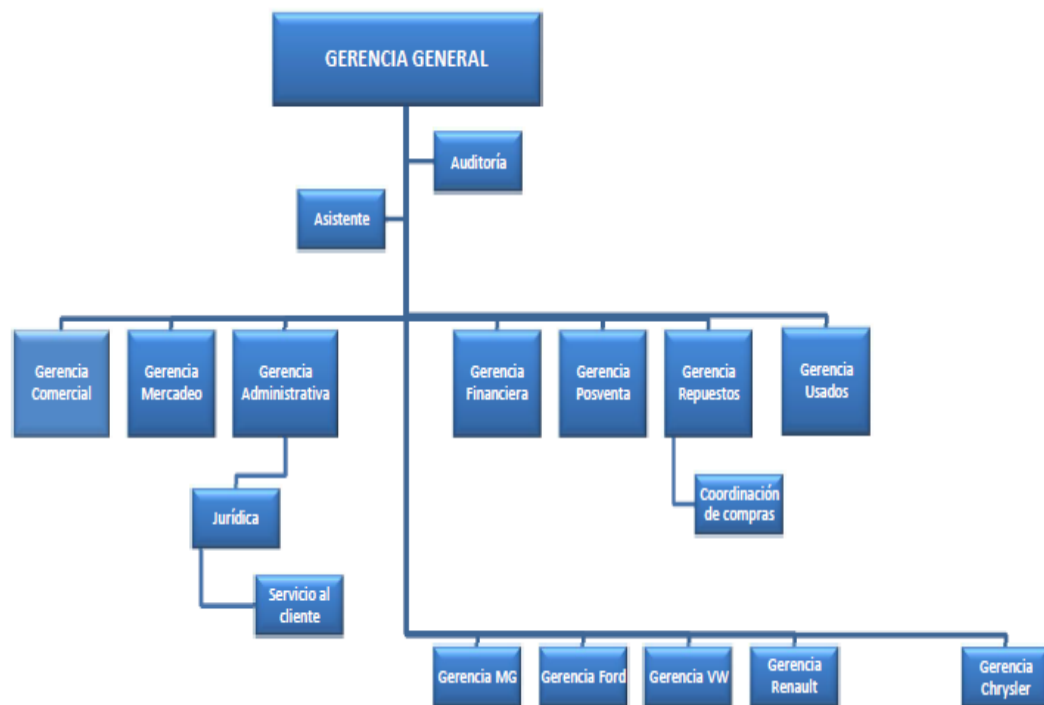 GERENCIA GENERAL
Auditoría
Asistente
Gerencia
Comercial
Gerencia
Mercadeo
Gerencia
Administrativa
Gerencia
Financiera
Gerencia
Posventa
Gerencia
Repuestos
Gerencia
Usados
Jurídica
Coordinación
de compras
Servicio al
cliente
Gerencia MG
Gerencia Ford
Gerencia VW
Gerencia
Renault
Gerencia
Chrysler